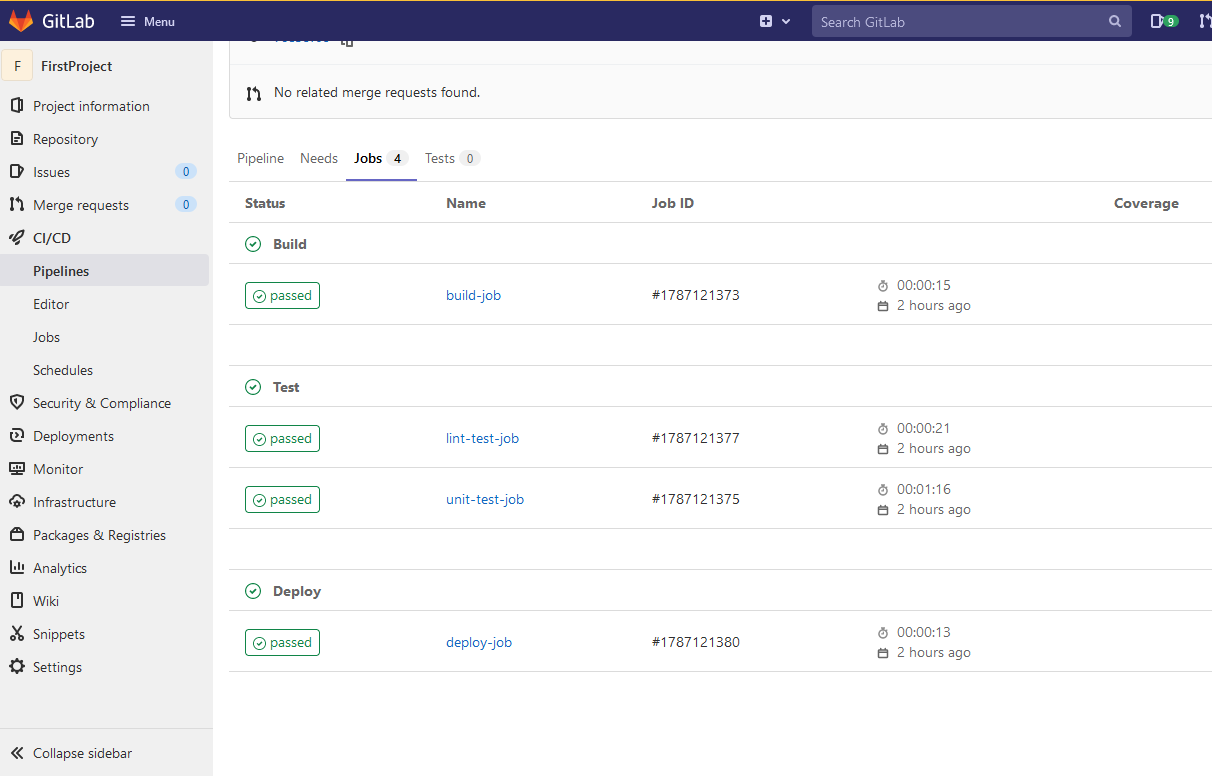 GitLab Menu Search GitLab 9
F FirstProject
Project information
Repository
Issues 0
Merge requests 0
CI/CD
Pipelines
Editor
Jobs
Schedules
Security & Compliance
Deployments
Monitor
Infrastructure
Packages & Registries
Analytics
Wiki
Snippets
Settings
Collapse sidebar
No related merge requests found.
Pipeline Needs Jobs 4 Tests 0
Status Name Job ID Coverage
Build
passed build-job #1787121373 00:00:15
2 hours ago
Test
passed lint-test-job #1787121377 00:00:21
2 hours ago
passed unit-test-job #1787121375 00:01:16
2 hours ago
Deploy
passed deploy-job #1787121380 00:00:13
2 hours ago